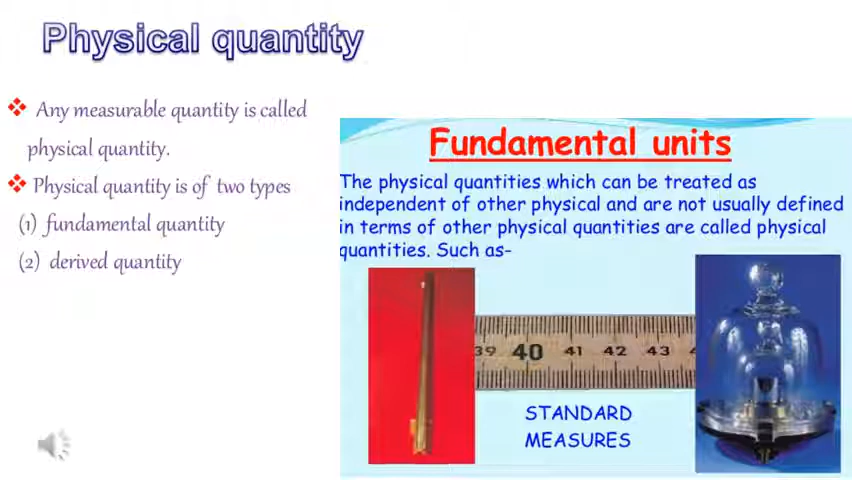 Physical quantity
Any measurable quantity is called
physical quantity.
Physical quantity is of two types
(1) fundamental quantity
(2) derived quantity
Fundamental units
The physical quantities which can be treated as
independent of other physical and are not usually defined
in terms of other physical quantities are called physical
quantities. Such as-
39 40 41 42 43
STANDARD
MEASURES